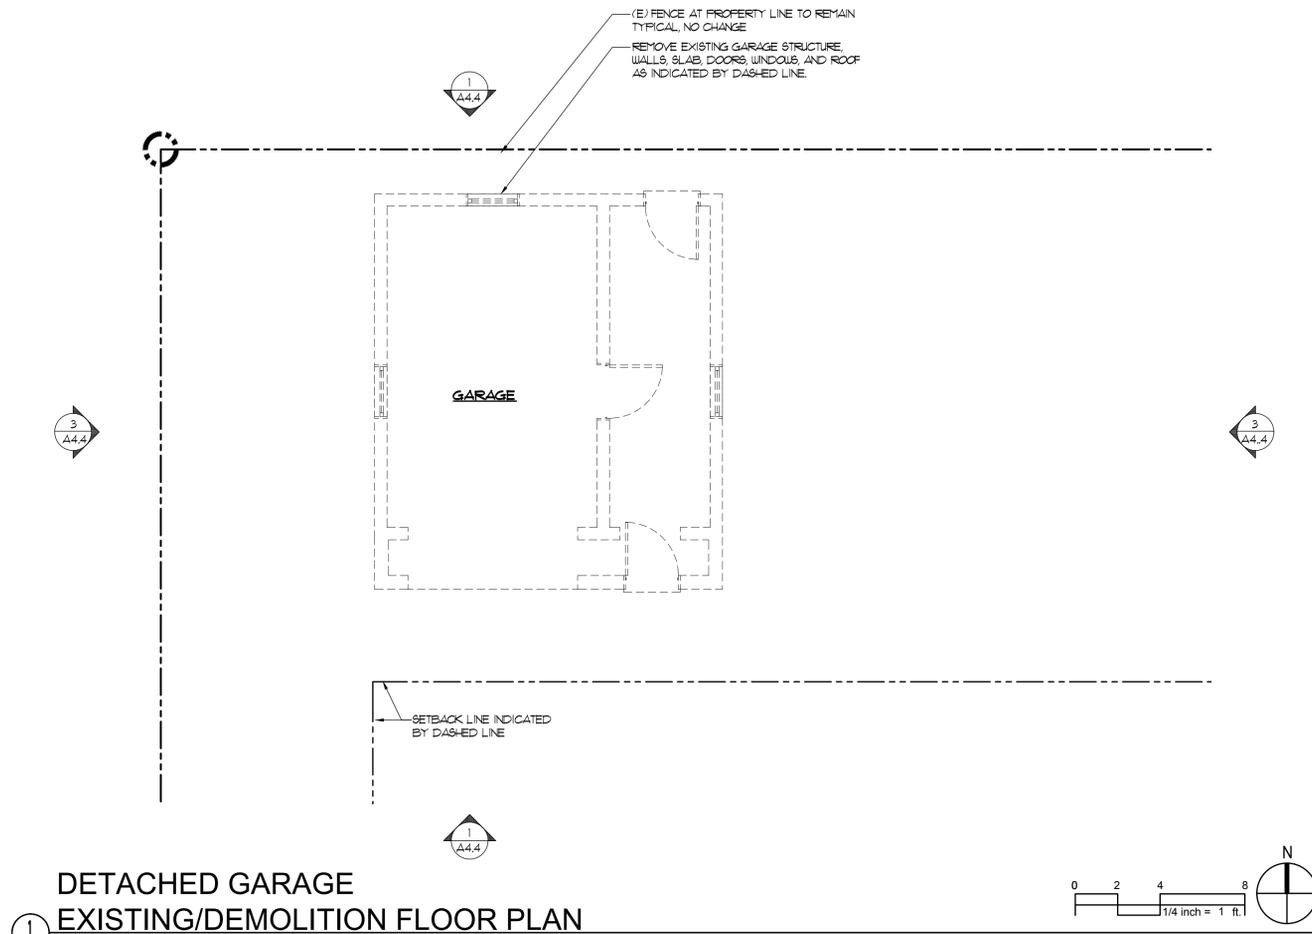 (E) FENCE AT PROPERTY LINE TO REMAIN
TYPICAL, NO CHANGE
REMOVE EXISTING GARAGE STRUCTURE,
WALLS, SLAB, DOORS, WINDOWS, AND ROOF
AS INDICATED BY DASHED LINE.
1
A4.4
GARAGE
3
A4.4
3
A4..4
SETBACK LINE INDICATED
BY DASHED LINE
1
A4.4
DETACHED GARAGE
1 EXISTING/DEMOLITION FLOOR PLAN
0 2 4 8
1/4 inch = 1 ft.
N